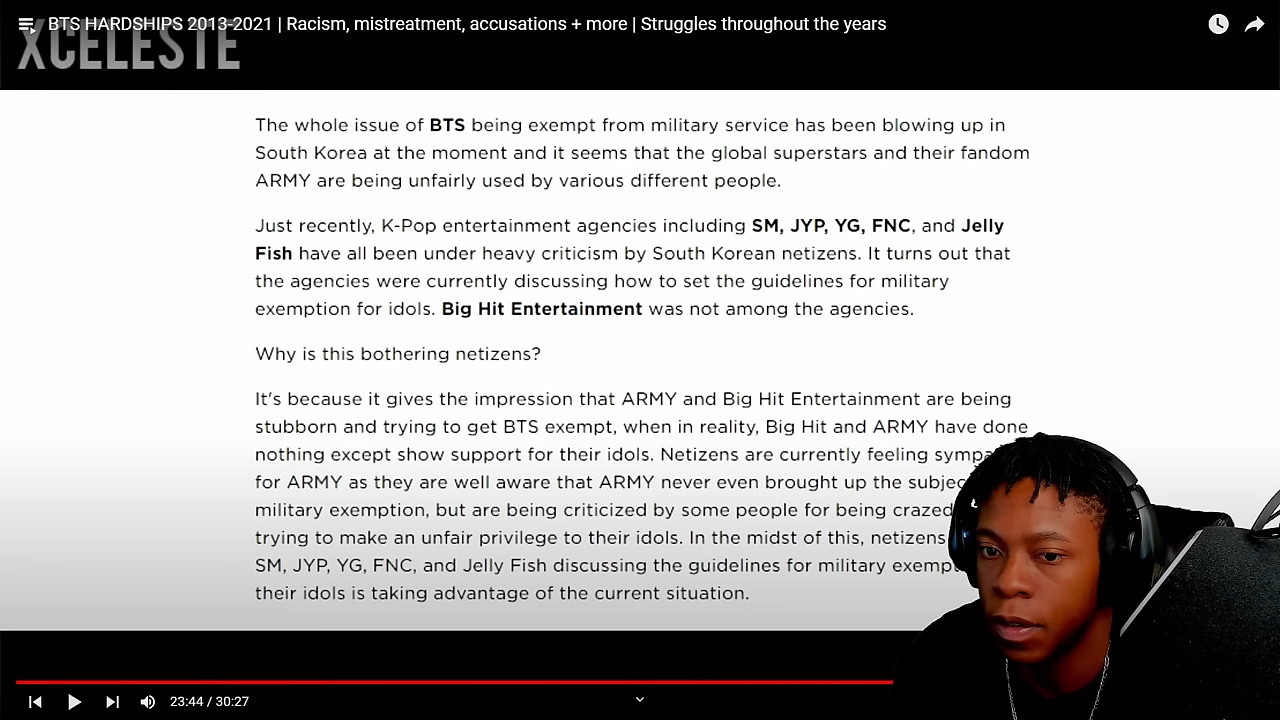 BTS HARDSHIPS 2013-2021 | Racism, mistreatment, accusations + more | Struggles throughout the years
XCELESTE
The whole issue of BTS being exempt from military service has been blowing up in
South Korea at the moment and it seems that the global superstars and their fandom
ARMY are being unfairly used by various different people.
Just recently, K-Pop entertainment agencies including SM, JYP, YG, FNC, and Jelly
Fish have all been under heavy criticism by South Korean netizens. It turns out that
the agencies were currently discussing how to set the guidelines for military
exemption for idols. Big Hit Entertainment was not among the agencies.
Why is this bothering netizens?
It's because it gives the impression that ARMY and Big Hit Entertainment are being
stubborn and trying to get BTS exempt, when in reality, Big Hit and ARMY have done
nothing except show support for their idols. Netizens are currently feeling
for ARMY as they are well aware that ARMY never even brought up the
military exemption, but are being criticized by some people for being crazed
trying to make an unfair privilege to their idols. In the midst of this, netizens
SM, JYP, YG, FNC, and Jelly Fish discussing the guidelines for military
their idols is taking advantage of the current situation.
23:44 / 30:27